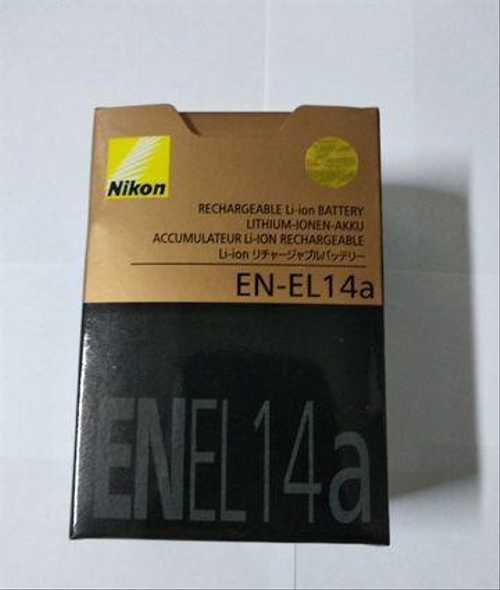 Nikon
RECHARGEABLE Li-ion BATTERY
LITHIUM-IONEN-AKKU
ACCUMULATEUR Li-ION RECHARGEABLE
Li-ion リチャージャブルバッテリー
EN-EL14a
ENEL14a